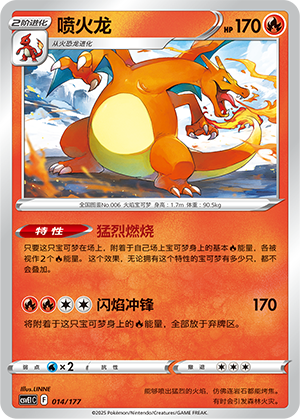 2阶进化
喷火龙
HP 170
从火恐龙进化
全国图鉴No.006 火焰宝可梦 身高：1.7m 体重：90.5kg
特性 猛烈燃烧
只要这只宝可梦在场上，附着于自己场上宝可梦身上的基本能量，各被
视作2个能量。这个效果，无论拥有这个特性的宝可梦有多少只，都不
会叠加。
闪焰冲锋 170
将附着于这只宝可梦身上的能量，全部放于弃牌区。
弱点 ×2 抵抗力 撤退
Illus.LINNE
F 014/177
能够喷出猛烈的火焰，仿佛连岩石都能烤焦。
有时会引发森林火灾。
©2025 Pokémon/Nintendo/Creatures/GAME FREAK.